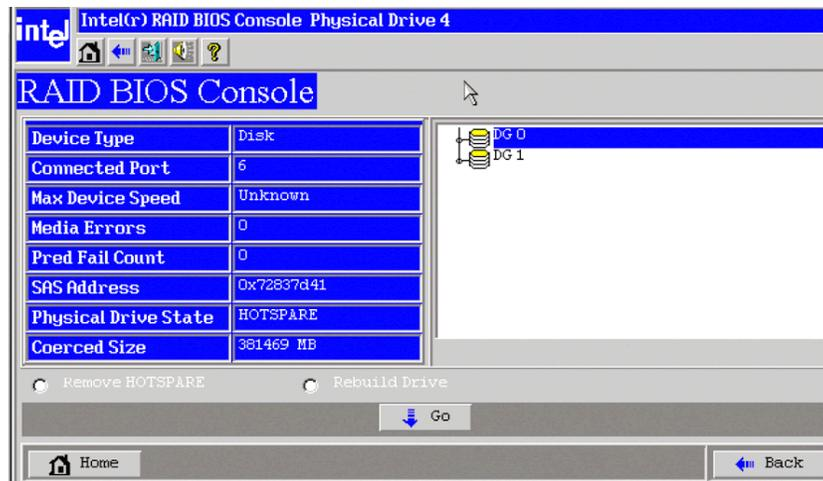 intel
Intel(r) RAID BIOS Console Physical Drive 4
RAID BIOS Console
Device Type Disk
Connected Port 6
Max Device Speed Unknown
Media Errors 0
Pred Fail Count 0
SAS Address 0x72837d41
Physical Drive State HOTSPARE
Coerced Size 381469 MB
DG 0
DG 1
Remove HOTSPARE Rebuild Drive
Go
Home Back